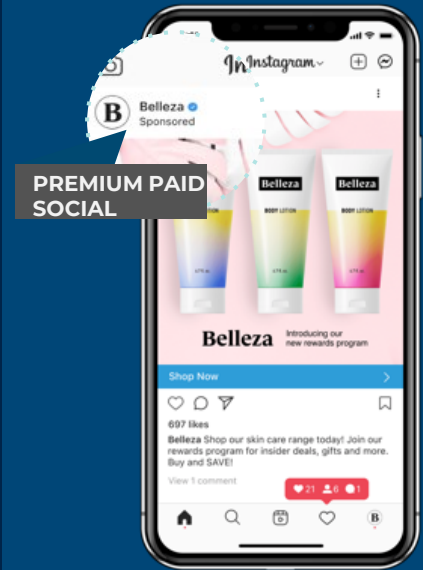 Instagram
Belleza
Sponsored
B
PREMIUM PAID
SOCIAL
Belleza
Belleza
BODY LOTION
BODY LOTION
Belleza
Introducing our
new rewards program
Shop Now
697 likes
Belleza Shop our skin care range today! Join our
rewards program for insider deals, gifts and more.
Buy and SAVE!
View 1 comment
21 6 1
B